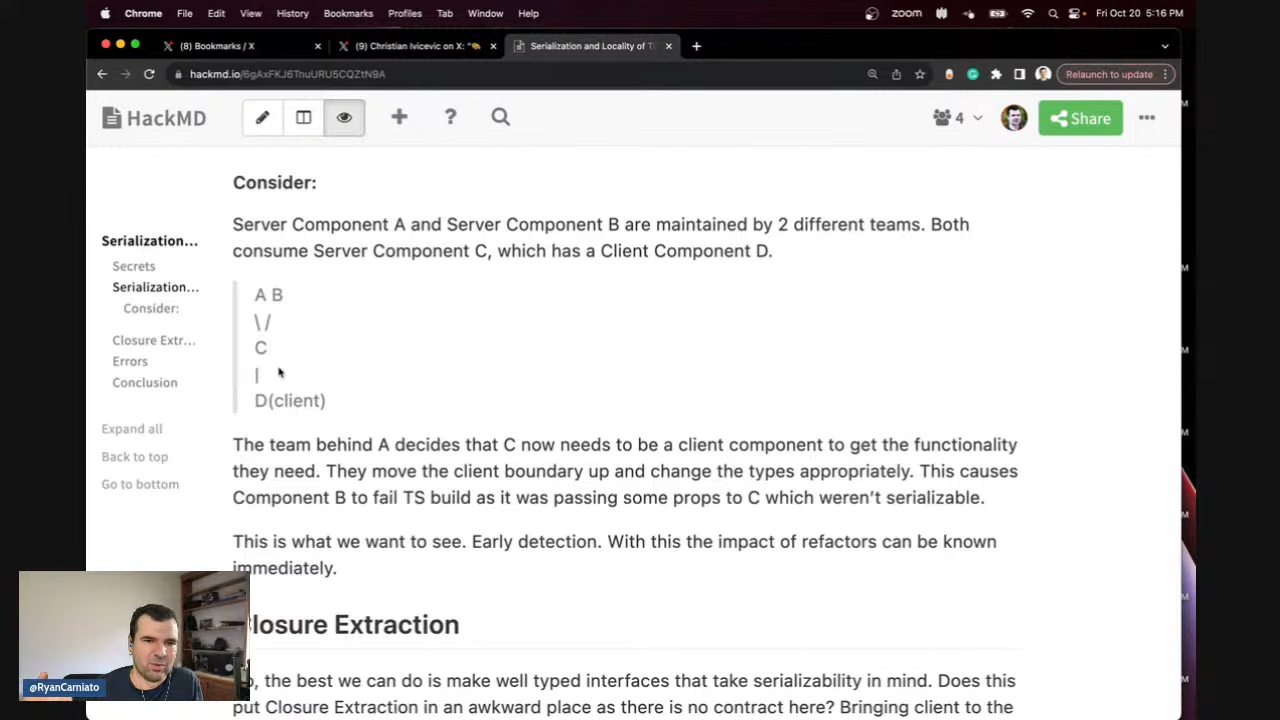 Chrome File Edit View History Bookmarks Profiles Tab Window Help zoom Fri Oct 20 5:16 PM
(8) Bookmarks / X (9) Christian Ivicevic on X: " Serialization and Locality of T
hackmd.io/6gAxFKJ6TnuURU5CQZtN9A Relaunch to update
HackMD 4 Share
Serialization...
Secrets
Serialization...
Consider:
Closure Extr...
Errors
Conclusion
Expand all
Back to top
Go to bottom
Consider:
Server Component A and Server Component B are maintained by 2 different teams. Both
consume Server Component C, which has a Client Component D.
A B
\ /
C
|
D(client)
The team behind A decides that C now needs to be a client component to get the functionality
they need. They move the client boundary up and change the types appropriately. This causes
Component B to fail TS build as it was passing some props to C which weren't serializable.
This is what we want to see. Early detection. With this the impact of refactors can be known
immediately.
losure Extraction
, the best we can do is make well typed interfaces that take serializability in mind. Does this
put Closure Extraction in an awkward place as there is no contract here? Bringing client to the
@RyanCarniato